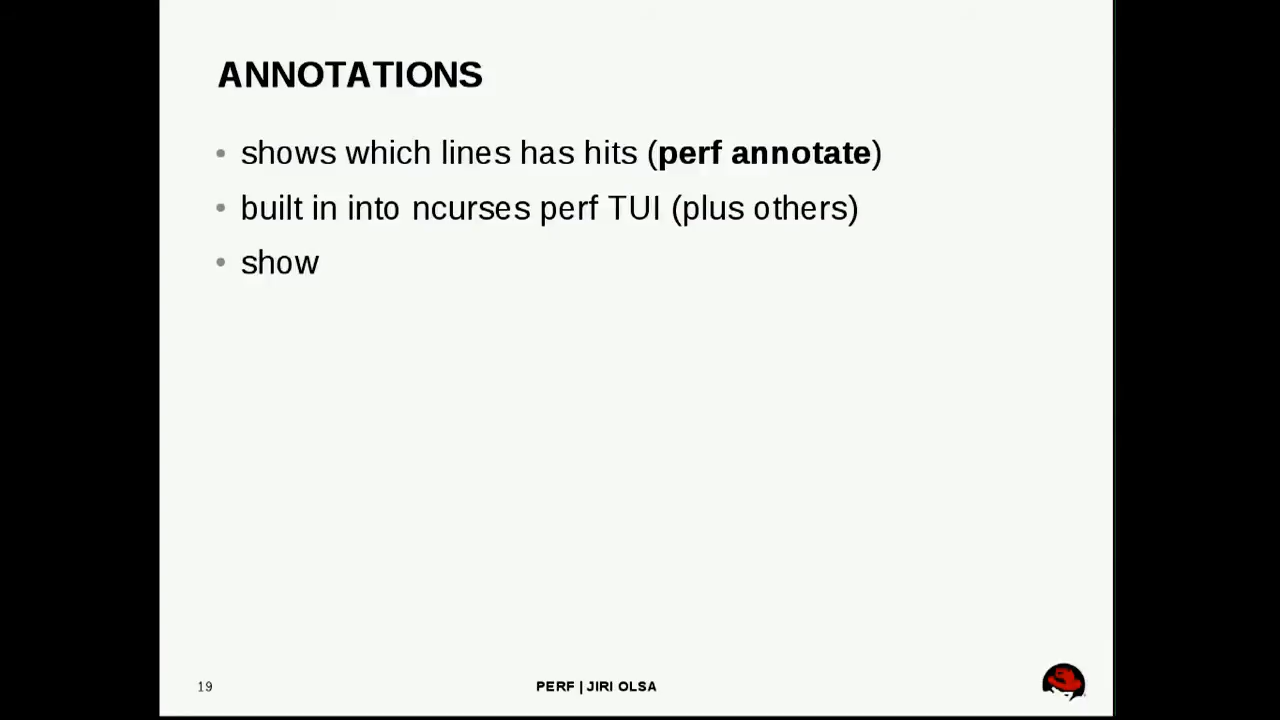 ANNOTATIONS
• shows which lines has hits (perf annotate)
• built in into ncurses perf TUI (plus others)
• show
19
PERF | JIRI OLSA